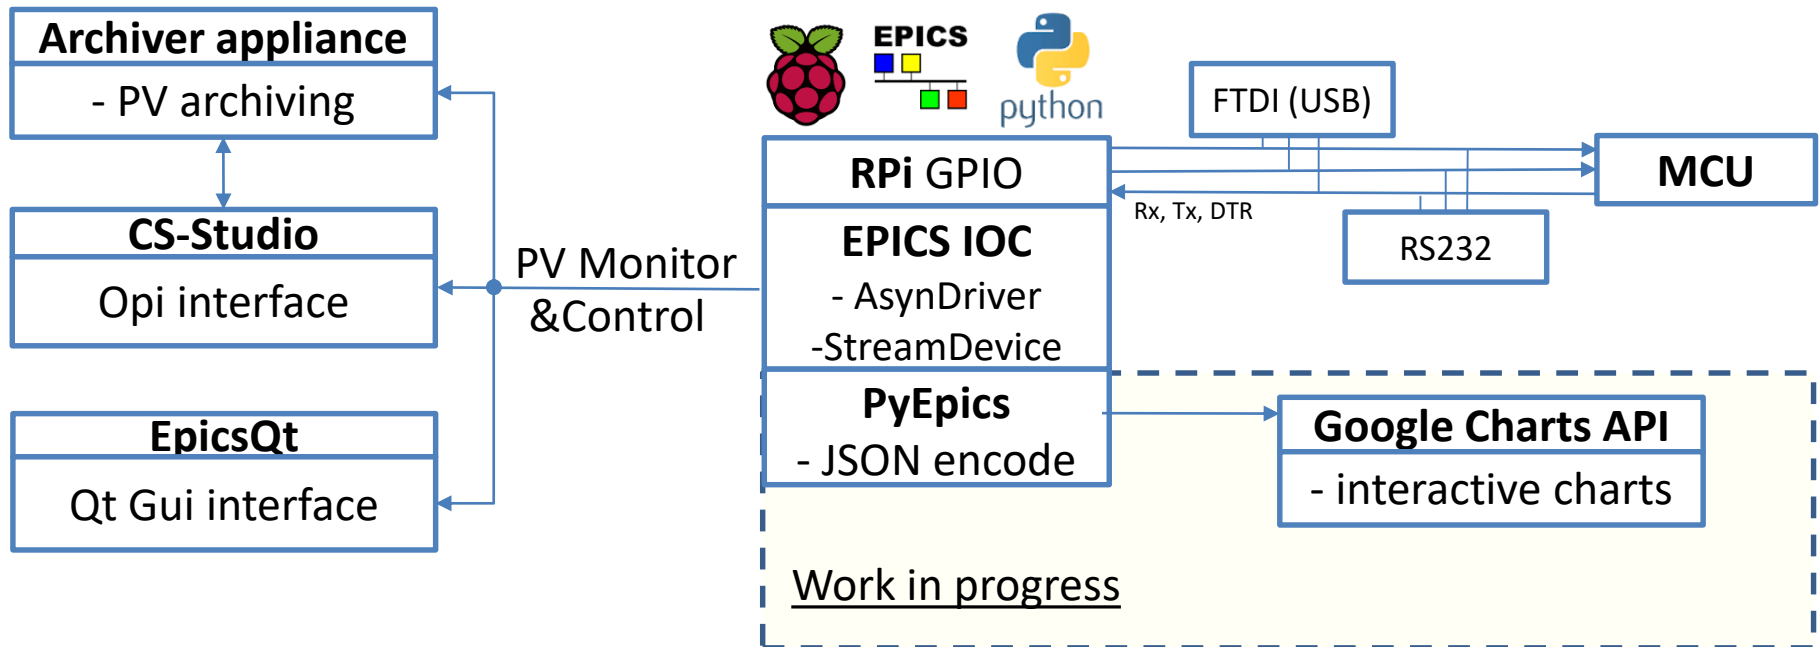 Archiver appliance
- PV archiving
CS-Studio
Opi interface
EpicsQt
Qt Gui interface
PV Monitor
&Control
EPICS
python
RPi GPIO
EPICS IOC
- AsynDriver
-StreamDevice
PyEpics
- JSON encode
FTDI (USB)
MCU
Rx, Tx, DTR
RS232
Google Charts API
- interactive charts
Work in progress